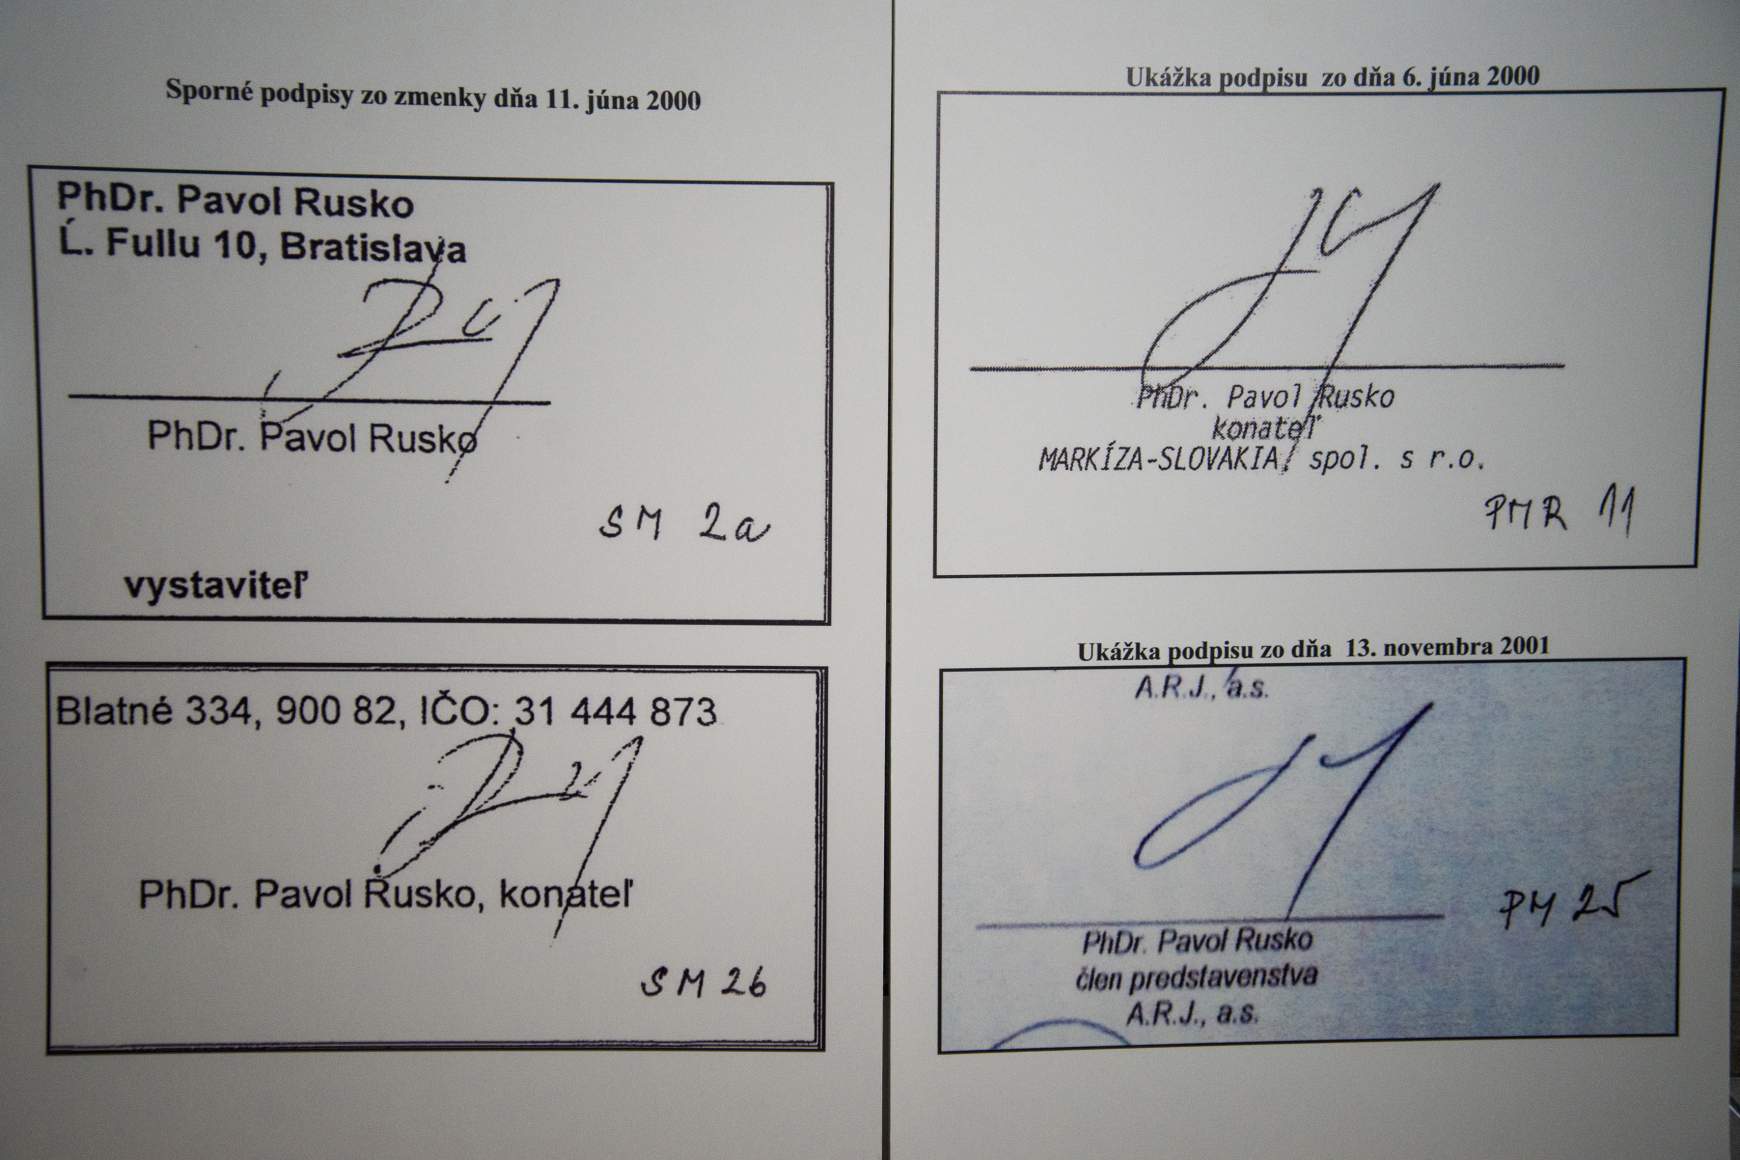 Sporné podpisy zo zmenky dňa 11. júna 2000
PhDr. Pavol Rusko
Ĺ. Fullu 10, Bratislava
PhDr. Pavol Rusko
SM 2a
vystaviteľ
Blatné 334, 900 82, IČO: 31 444 873
PhDr. Pavol Rusko, konateľ
SM 2b
Ukážka podpisu zo dňa 6. júna 2000
PhDr. Pavol Rusko
konateľ
MARKÍZA-SLOVAKIA, spol. s r.o.
PMR 11
Ukážka podpisu zo dňa 13. novembra 2001
A.R.J., a.s.
PM 25
PhDr. Pavol Rusko
člen predstavenstva
A.R.J., a.s.